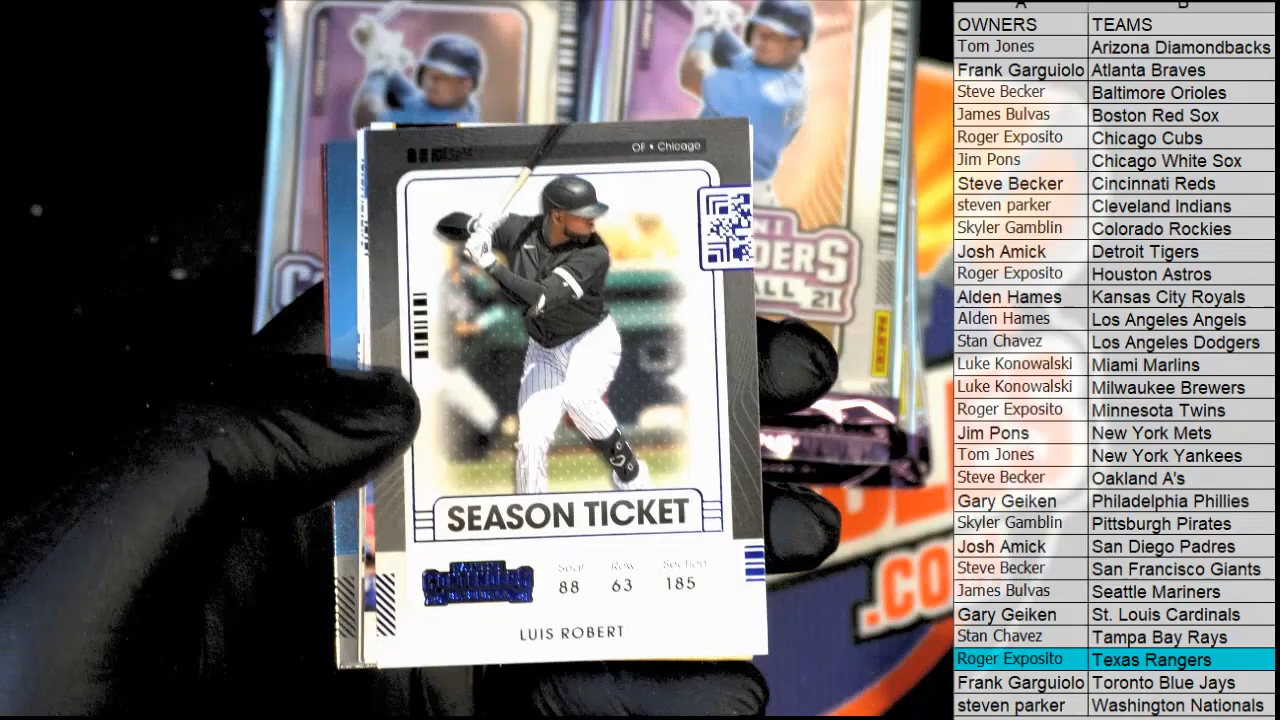 OF • Chicago
SEASON TICKET
PANINI
CONTENDERS
Seat Row Section
88 63 185
LUIS ROBERT
DERS
ALL 21
PANINI
.CO
A B
OWNERS TEAMS
Tom Jones Arizona Diamondbacks
Frank Garguiolo Atlanta Braves
Steve Becker Baltimore Orioles
James Bulvas Boston Red Sox
Roger Exposito Chicago Cubs
Jim Pons Chicago White Sox
Steve Becker Cincinnati Reds
steven parker Cleveland Indians
Skyler Gamblin Colorado Rockies
Josh Amick Detroit Tigers
Roger Exposito Houston Astros
Alden Hames Kansas City Royals
Alden Hames Los Angeles Angels
Stan Chavez Los Angeles Dodgers
Luke Konowalski Miami Marlins
Luke Konowalski Milwaukee Brewers
Roger Exposito Minnesota Twins
Jim Pons New York Mets
Tom Jones New York Yankees
Steve Becker Oakland A's
Gary Geiken Philadelphia Phillies
Skyler Gamblin Pittsburgh Pirates
Josh Amick San Diego Padres
Steve Becker San Francisco Giants
James Bulvas Seattle Mariners
Gary Geiken St. Louis Cardinals
Stan Chavez Tampa Bay Rays
Roger Exposito Texas Rangers
Frank Garguiolo Toronto Blue Jays
steven parker Washington Nationals